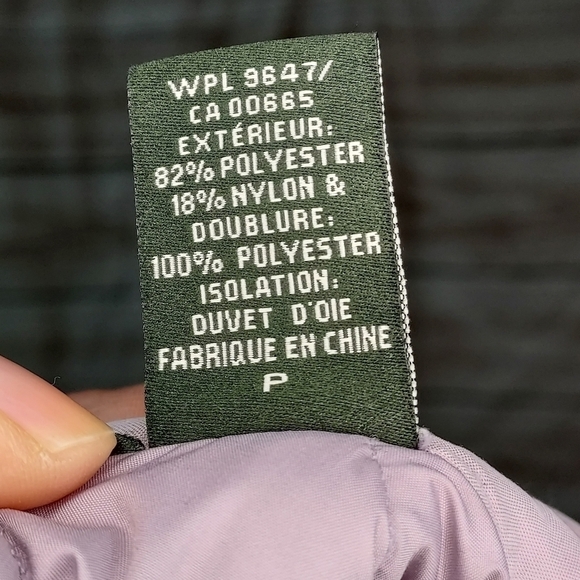 WPL 9647/
CA 00665
EXTÉRIEUR:
82% POLYESTER
18% NYLON &
DOUBLURE:
100% POLYESTER
ISOLATION:
DUVET D'OIE
FABRIQUE EN CHINE
P